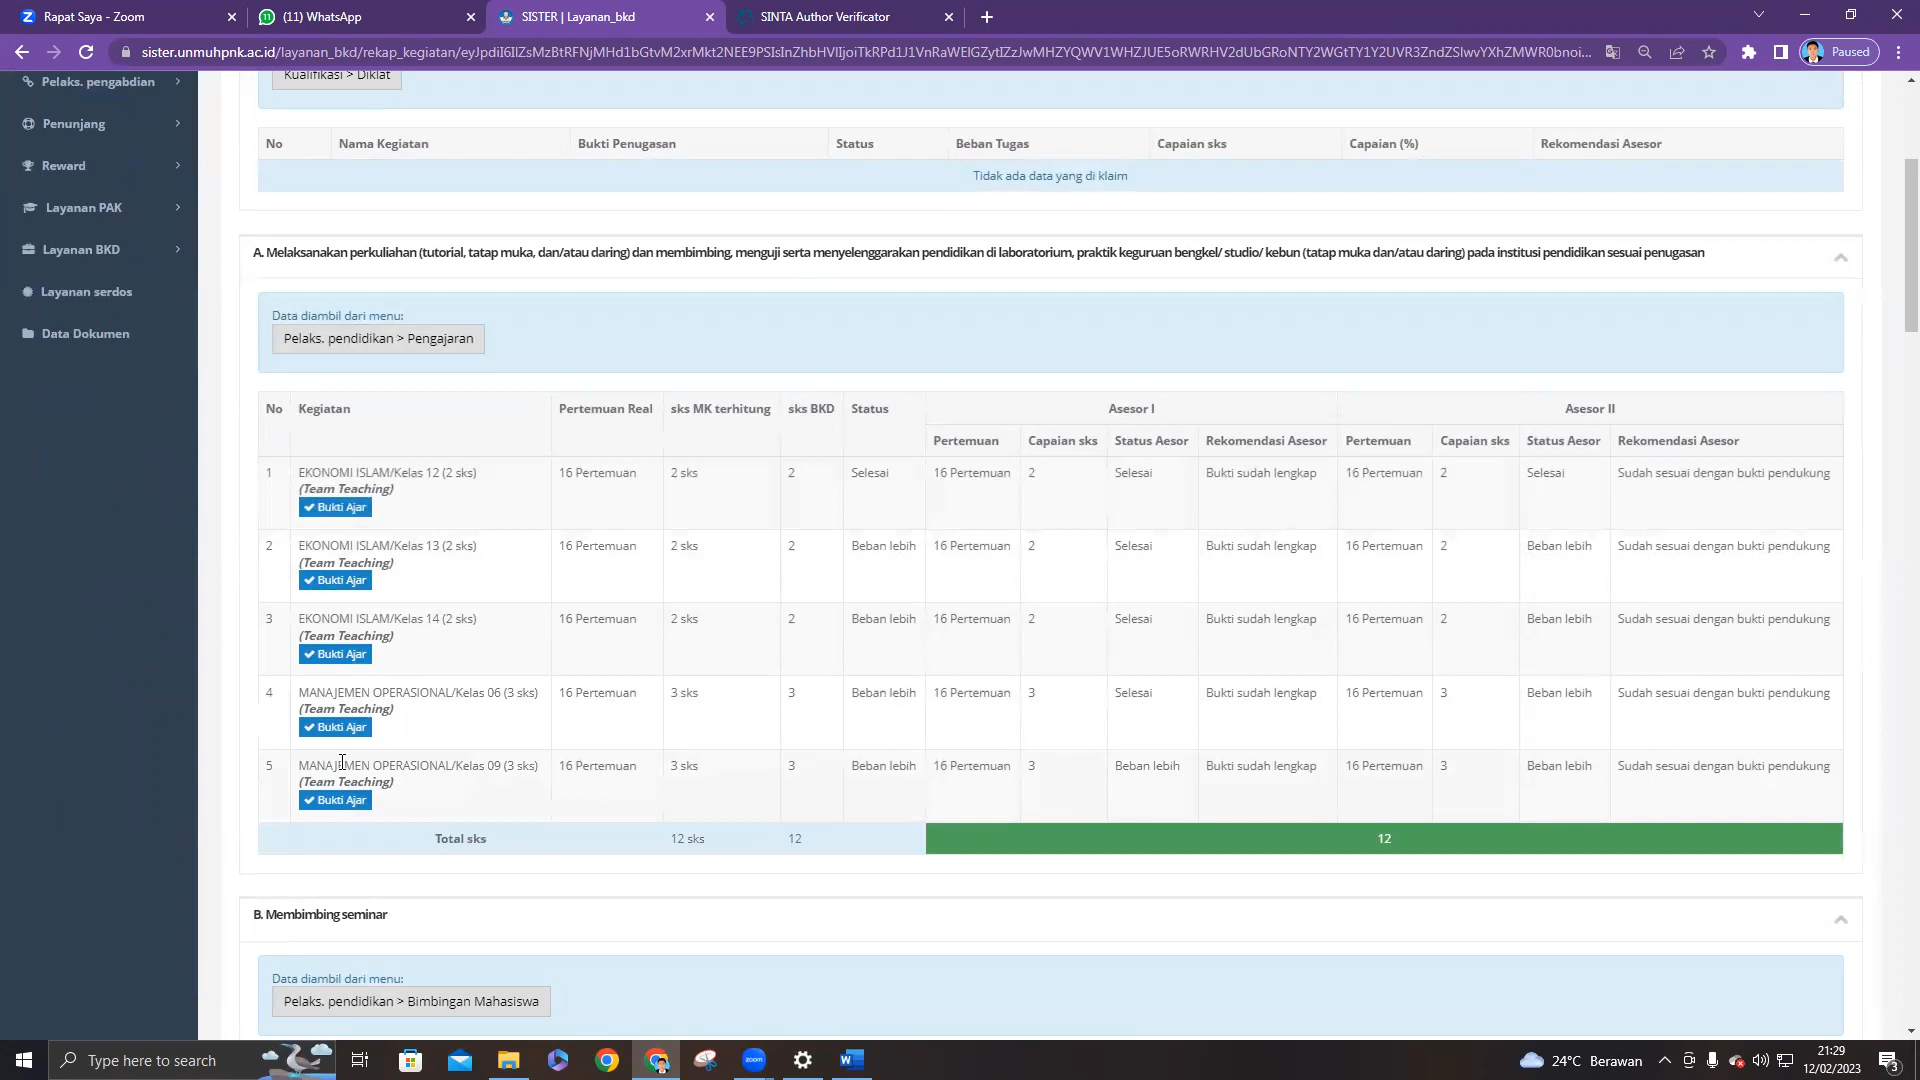 Rapat Saya - Zoom
(11) WhatsApp
SISTER | Layanan_bkd
SINTA Author Verificator
Paused
Pelaks. pengabdian
Penunjang
Reward
Layanan PAK
Layanan BKD
Layanan serdos
Data Dokumen
Kualifikasi > Diklat
No Nama Kegiatan Bukti Penugasan Status Beban Tugas Capaian sks Capaian (%) Rekomendasi Asesor
Tidak ada data yang di klaim
A. Melaksanakan perkuliahan (tutorial, tatap muka, dan/atau daring) dan membimbing, menguji serta menyelenggarakan pendidikan di laboratorium, praktik keguruan bengkel/ studio/ kebun (tatap muka dan/atau daring) pada institusi pendidikan sesuai penugasan
Data diambil dari menu:
Pelaks. pendidikan > Pengajaran
No Kegiatan Pertemuan Real sks MK terhitung sks BKD Status Asesor I Asesor II
Pertemuan Capaian sks Status Aesor Rekomendasi Asesor Pertemuan Capaian sks Status Aesor Rekomendasi Asesor
1 EKONOMI ISLAM/Kelas 12 (2 sks) 16 Pertemuan 2 sks 2 Selesai 16 Pertemuan 2 Selesai Bukti sudah lengkap 16 Pertemuan 2 Selesai Sudah sesuai dengan bukti pendukung
(Team Teaching)
Bukti Ajar
2 EKONOMI ISLAM/Kelas 13 (2 sks) 16 Pertemuan 2 sks 2 Beban lebih 16 Pertemuan 2 Selesai Bukti sudah lengkap 16 Pertemuan 2 Beban lebih Sudah sesuai dengan bukti pendukung
(Team Teaching)
Bukti Ajar
3 EKONOMI ISLAM/Kelas 14 (2 sks) 16 Pertemuan 2 sks 2 Beban lebih 16 Pertemuan 2 Selesai Bukti sudah lengkap 16 Pertemuan 2 Beban lebih Sudah sesuai dengan bukti pendukung
(Team Teaching)
Bukti Ajar
4 MANAJEMEN OPERASIONAL/Kelas 06 (3 sks) 16 Pertemuan 3 sks 3 Beban lebih 16 Pertemuan 3 Selesai Bukti sudah lengkap 16 Pertemuan 3 Beban lebih Sudah sesuai dengan bukti pendukung
(Team Teaching)
Bukti Ajar
5 MANAJEMEN OPERASIONAL/Kelas 09 (3 sks) 16 Pertemuan 3 sks 3 Beban lebih 16 Pertemuan 3 Beban lebih Bukti sudah lengkap 16 Pertemuan 3 Beban lebih Sudah sesuai dengan bukti pendukung
(Team Teaching)
Bukti Ajar
Total sks 12 sks 12 12
B. Membimbing seminar
Data diambil dari menu:
Pelaks. pendidikan > Bimbingan Mahasiswa
Type here to search
zoom
24°C Berawan
21:29
12/02/2023
3